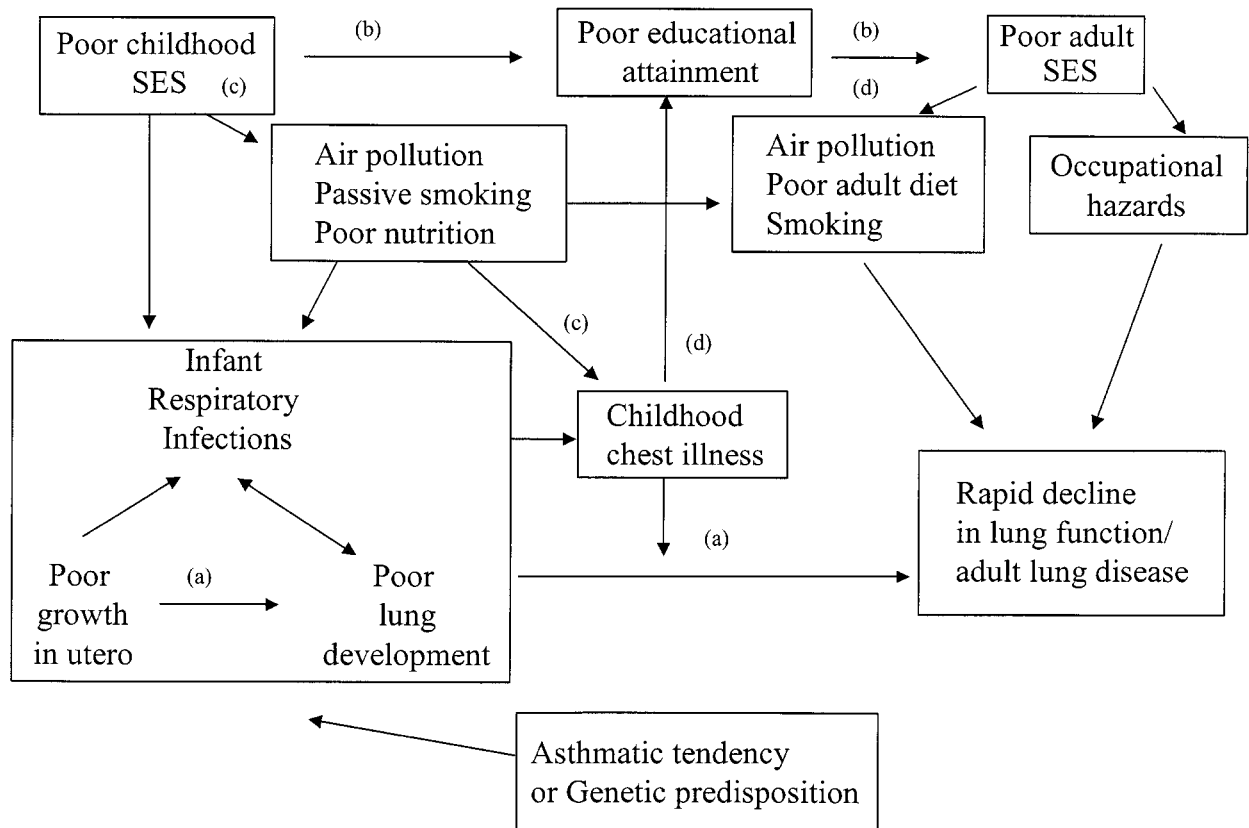 Poor childhood
SES
(c)
(b)
Poor educational
attainment
(b)
Poor adult
SES
(d)
Air pollution
Passive smoking
Poor nutrition
Air pollution
Poor adult diet
Smoking
Occupational
hazards
(c)
(d)
Infant
Respiratory
Infections
Childhood
chest illness
(a)
Poor
growth
in utero
(a)
Poor
lung
development
Rapid decline
in lung function/
adult lung disease
Asthmatic tendency
or Genetic predisposition